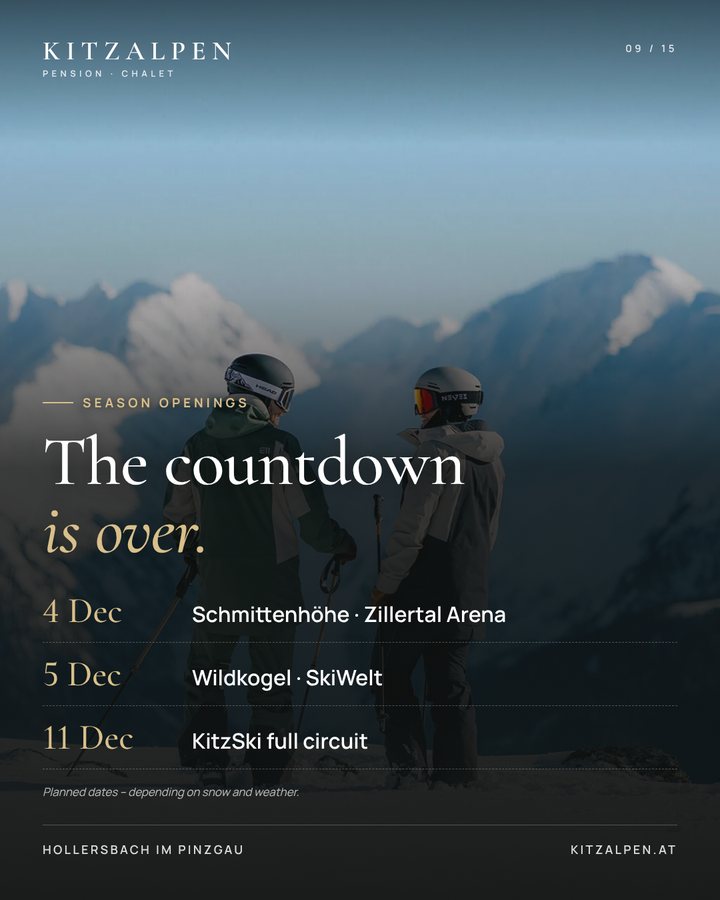 KITZALPEN
PENSION · CHALET
09 / 15
HEAD
SEASON OPENINGS
The countdown
is over.
4 Dec
Schmittenhöhe · Zillertal Arena
5 Dec
Wildkogel · SkiWelt
11 Dec
KitzSki full circuit
Planned dates – depending on snow and weather.
HOLLERSBACH IM PINZGAU
KITZALPEN.AT